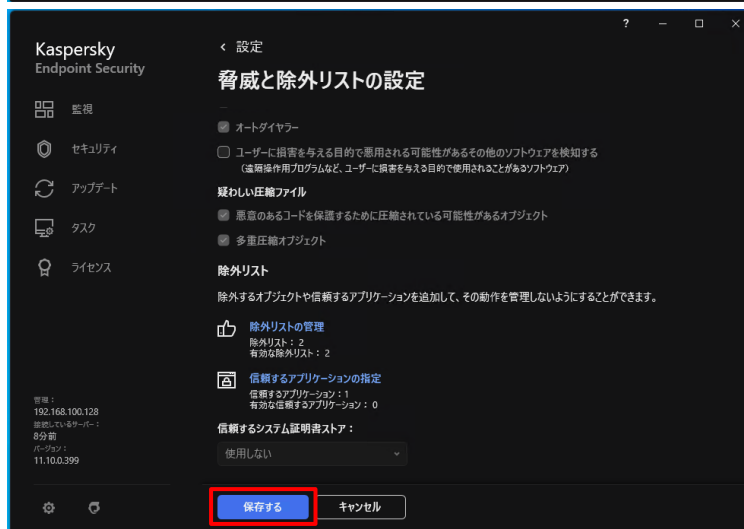 ? － □ ×
Kaspersky
Endpoint Security
監視
セキュリティ
アップデート
タスク
ライセンス
管理：
192.168.100.128
接続しているサーバー：
8分前
バージョン：
11.10.0.399
‹ 設定
脅威と除外リストの設定
オートダイヤラー
ユーザーに損害を与える目的で悪用される可能性があるその他のソフトウェアを検知する
（遠隔操作用プログラムなど、ユーザーに損害を与える目的で使用されることがあるソフトウェア）
疑わしい圧縮ファイル
悪意のあるコードを保護するために圧縮されている可能性があるオブジェクト
多重圧縮オブジェクト
除外リスト
除外するオブジェクトや信頼するアプリケーションを追加して、その動作を管理しないようにすることができます。
除外リストの管理
除外リスト： 2
有効な除外リスト： 2
信頼するアプリケーションの指定
信頼するアプリケーション：1
有効な信頼するアプリケーション： 0
信頼するシステム証明書ストア：
使用しない
保存する
キャンセル